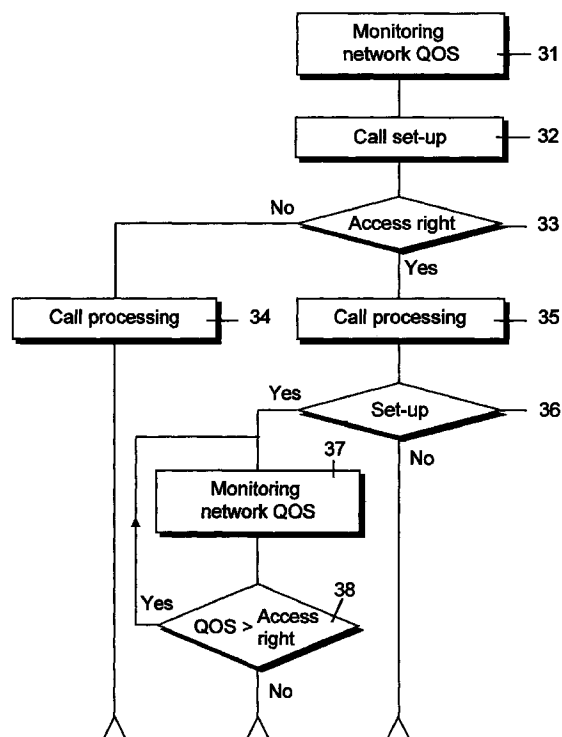 Monitoring
network QOS
31
Call set-up
32
No
Access right
33
Yes
Call processing
34
Call processing
35
Yes
Set-up
36
No
37
Monitoring
network QOS
Yes
38
QOS > Access
right
No